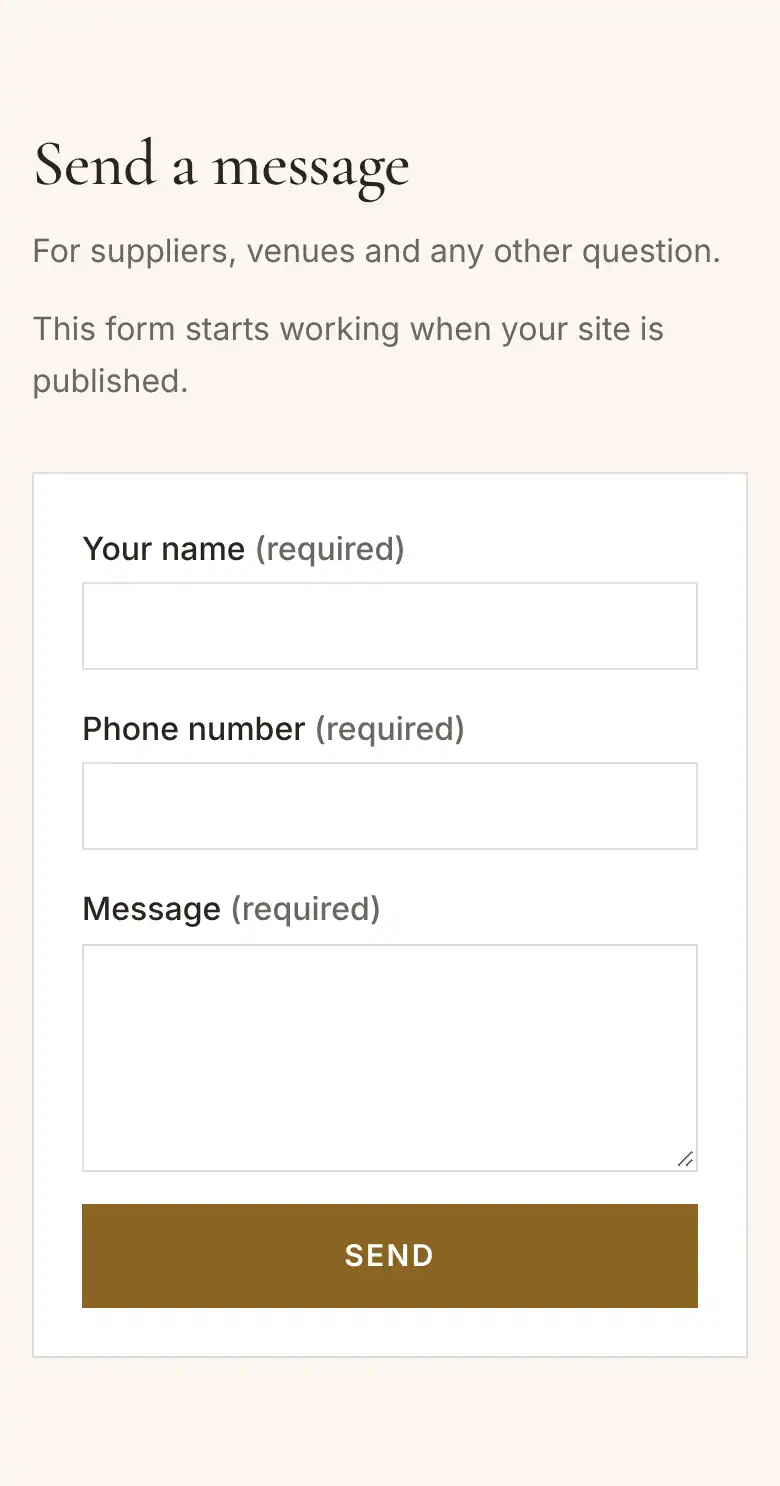 Send a message
For suppliers, venues and any other question.
This form starts working when your site is
published.
Your name (required)
Phone number (required)
Message (required)
SEND